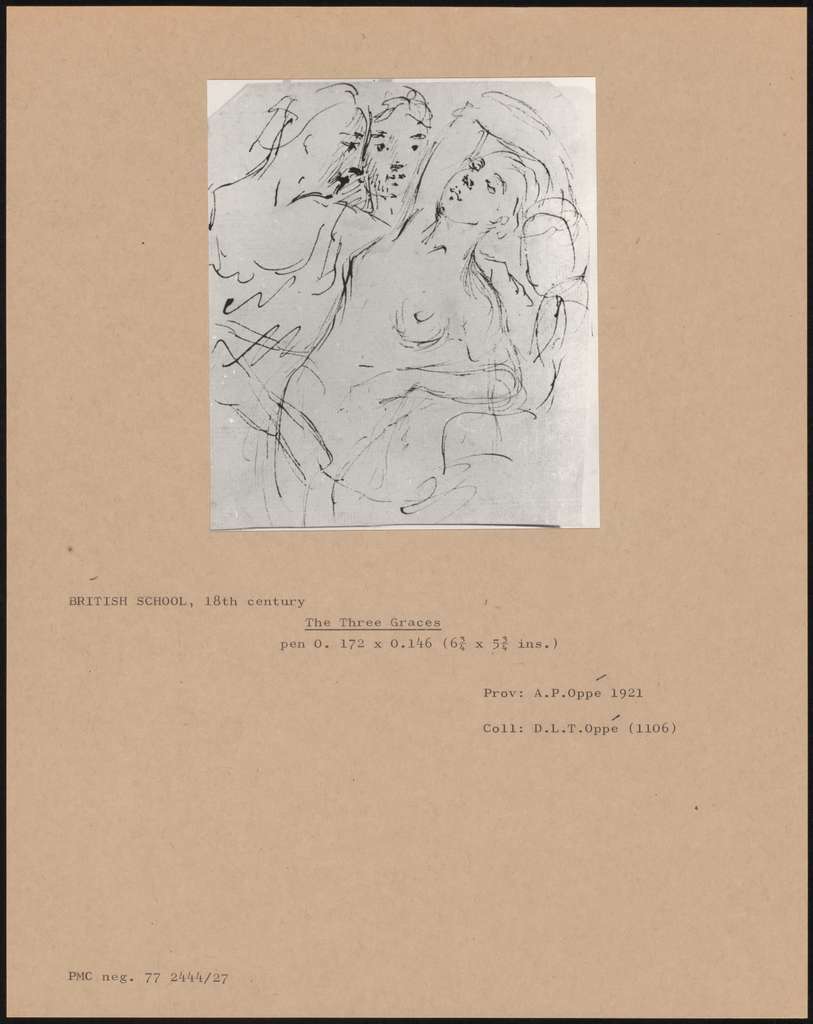 BRITISH SCHOOL, 18th century
The Three Graces
pen 0. 172 x 0.146 (6¾ x 5¾ ins.)
Prov: A.P.Oppé 1921
Coll: D.L.T.Oppé (1106)
PMC neg. 77 2444/27